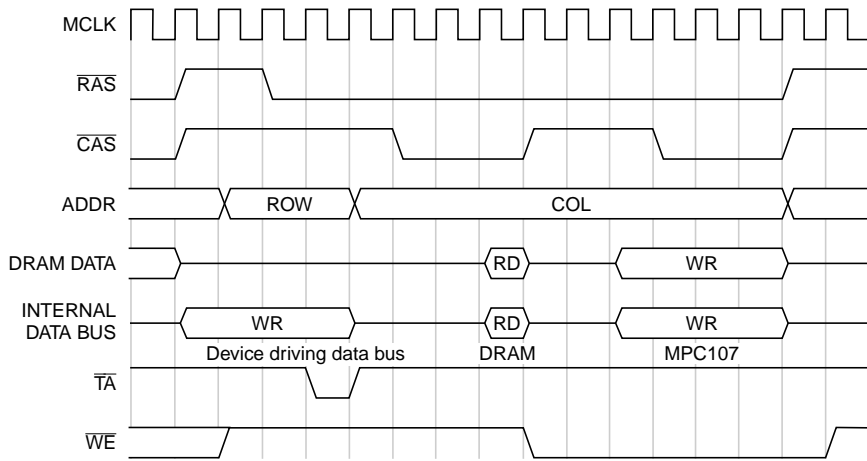 MCLK
RAS
CAS
ADDR ROW COL
DRAM DATA RD WR
INTERNAL
DATA BUS WR RD WR
Device driving data bus DRAM MPC107
TA
WE